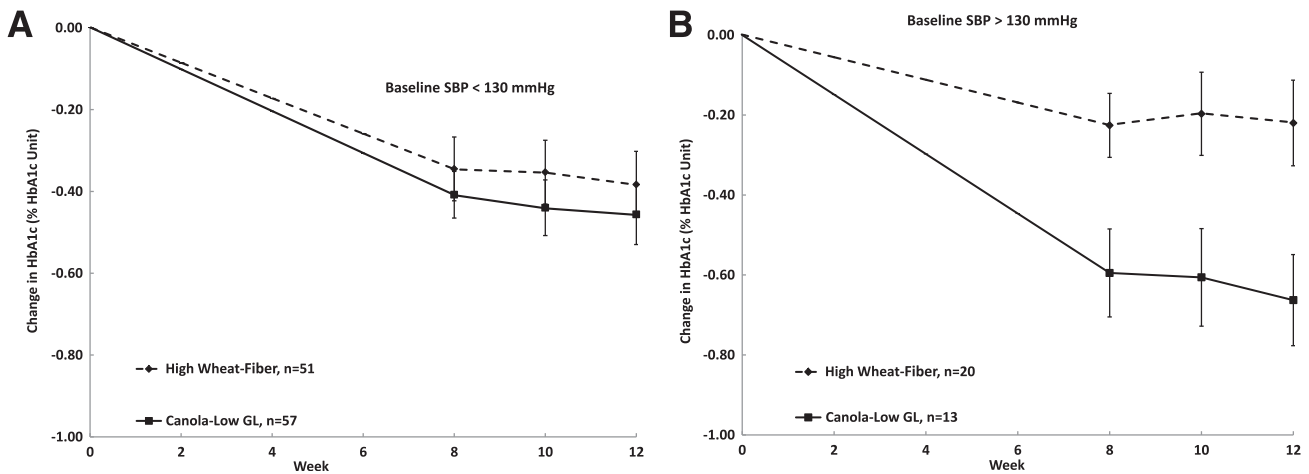 A
Baseline SBP < 130 mmHg
Change in HbA1c (% HbA1c Unit)
0.00
-0.20
-0.40
-0.60
-0.80
-1.00
High Wheat-Fiber, n=51
Canola-Low GL, n=57
0 2 4 6 8 10 12
Week
B
Baseline SBP > 130 mmHg
Change in HbA1c (% HbA1c Unit)
0.00
-0.20
-0.40
-0.60
-0.80
-1.00
High Wheat-Fiber, n=20
Canola-Low GL, n=13
0 2 4 6 8 10 12
Week